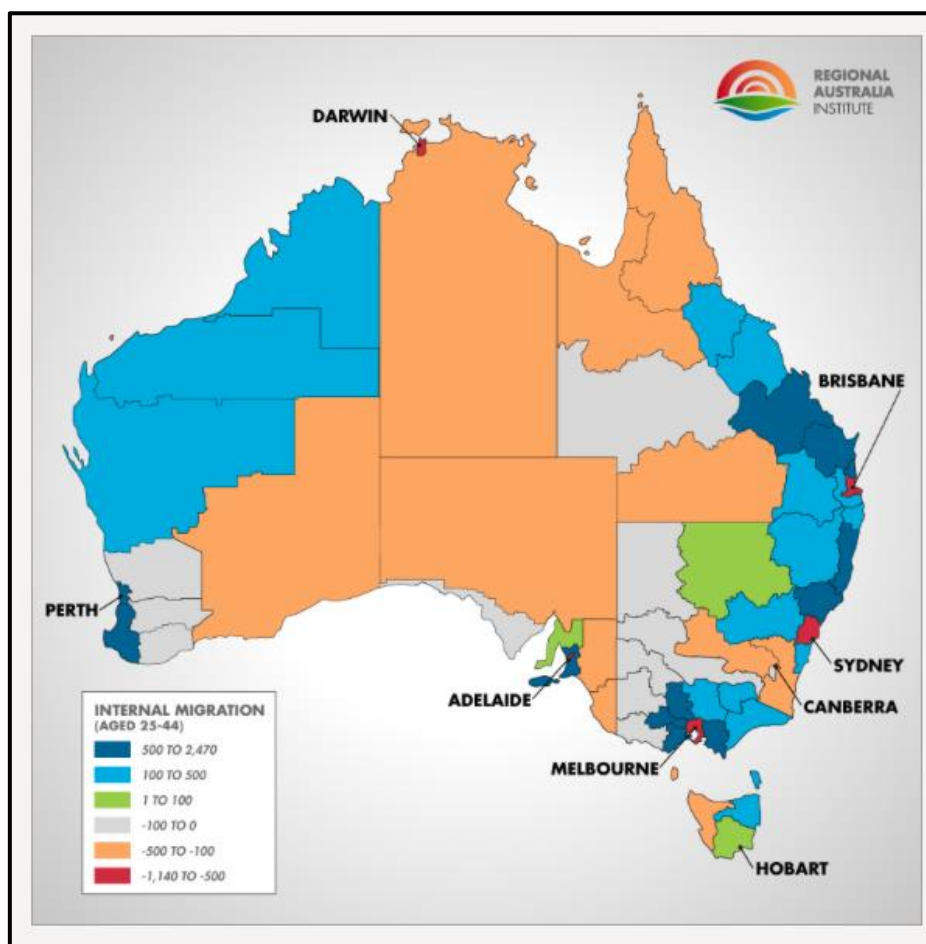 REGIONAL
AUSTRALIA
INSTITUTE
DARWIN
BRISBANE
PERTH
ADELAIDE
SYDNEY
CANBERRA
MELBOURNE
HOBART
INTERNAL MIGRATION
(AGED 25-44)
500 TO 2,470
100 TO 500
1 TO 100
-100 TO 0
-500 TO -100
-1,140 TO -500